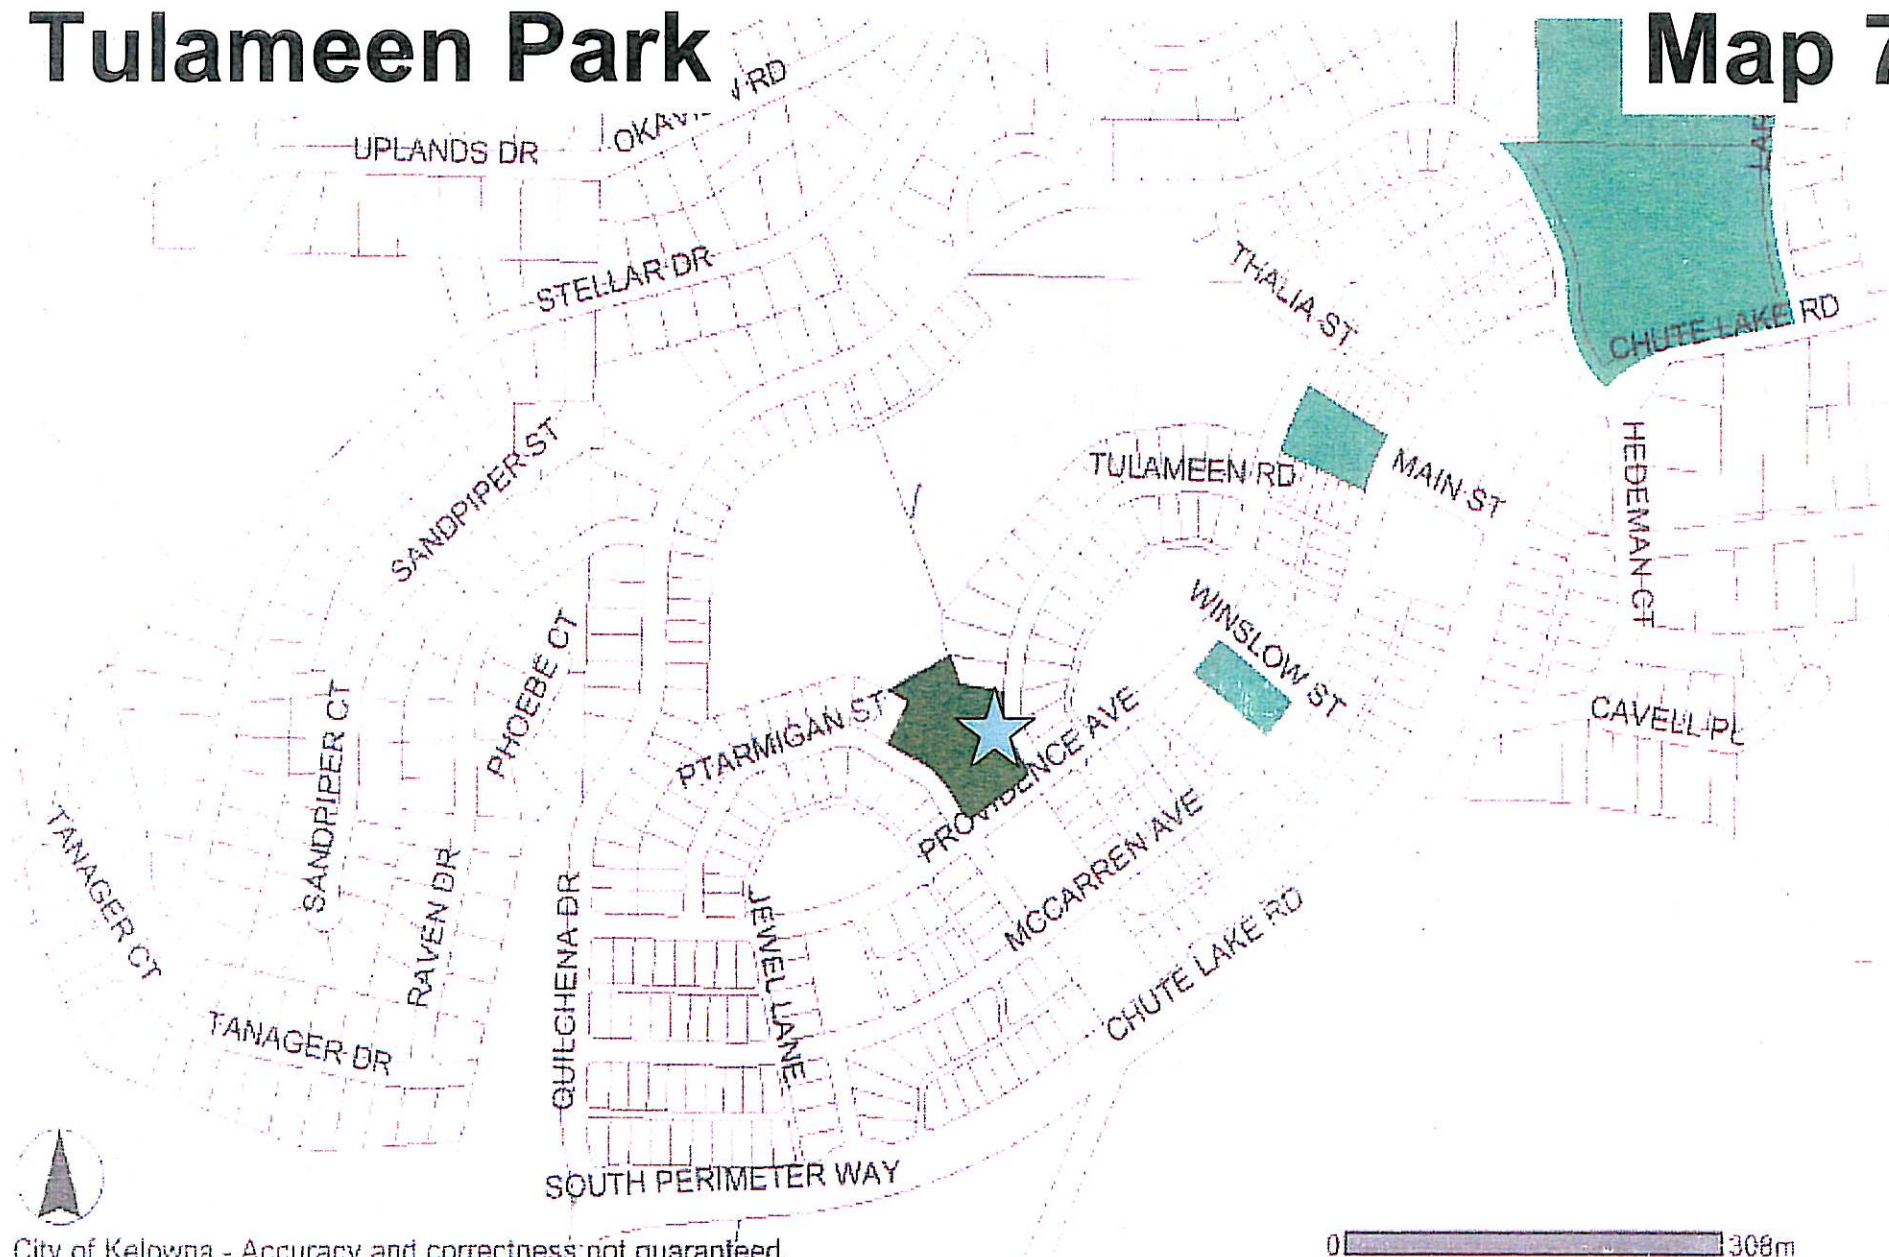 Tulameen Park
Map 7
RD
UPLANDS DR
STELLAR DR
THALIA ST
CHUTE LAKE RD
SANDPIPER ST
TULAMEEN RD
MAIN ST
HEDEMAN CT
WINSLOW ST
PHOEBE CT
PTARMIGAN ST
PROVIDENCE AVE
CAVELL PL
SANDPIPER CT
TANAGER CT
RAVEN DR
QUILCHENA DR
JEWEL LANE
MCCARREN AVE
CHUTE LAKE RD
TANAGER DR
SOUTH PERIMETER WAY
City of Kelowna - Accuracy and correctness not guaranteed
0 308m